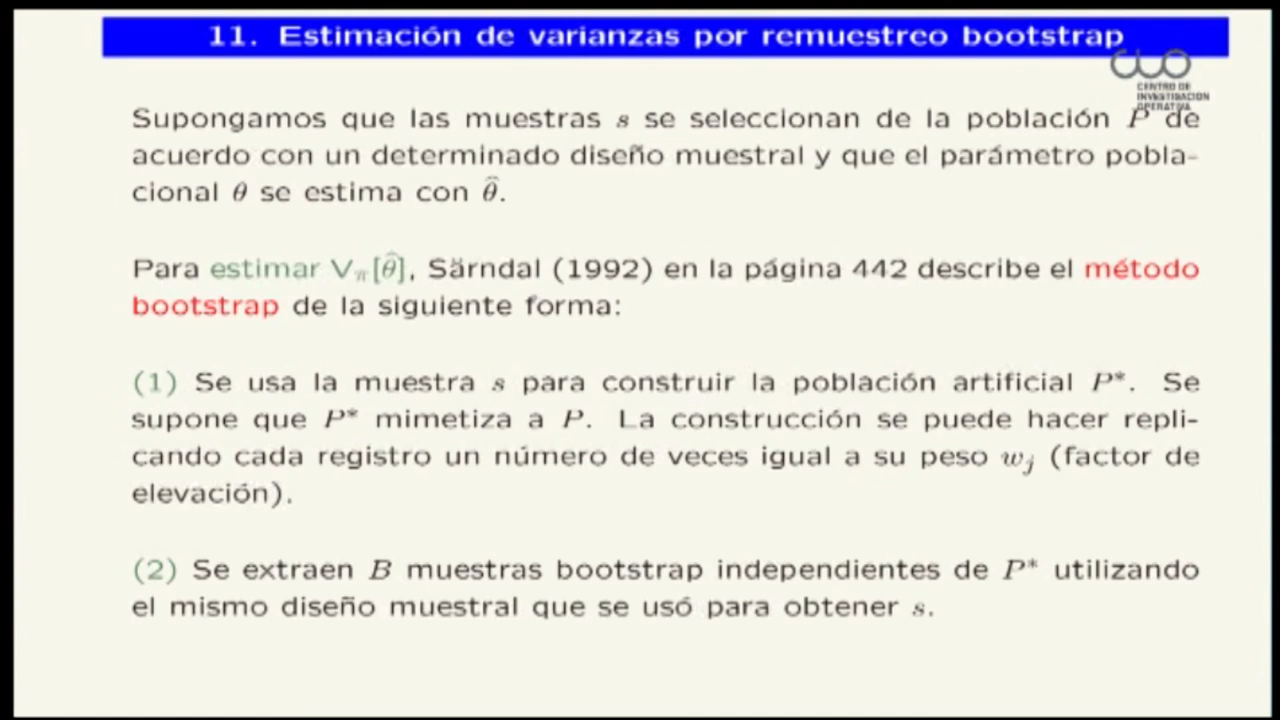 11. Estimación de varianzas por remuestreo bootstrap
CENTRO DE
INVESTIGACION
OPERATIVA
Supongamos que las muestras s se seleccionan de la población P de
acuerdo con un determinado diseño muestral y que el parámetro pobla-
cional θ se estima con θ̂.
Para estimar Vπ[θ̂], Särndal (1992) en la página 442 describe el método
bootstrap de la siguiente forma:
(1) Se usa la muestra s para construir la población artificial P*. Se
supone que P* mimetiza a P. La construcción se puede hacer repli-
cando cada registro un número de veces igual a su peso wj (factor de
elevación).
(2) Se extraen B muestras bootstrap independientes de P* utilizando
el mismo diseño muestral que se usó para obtener s.